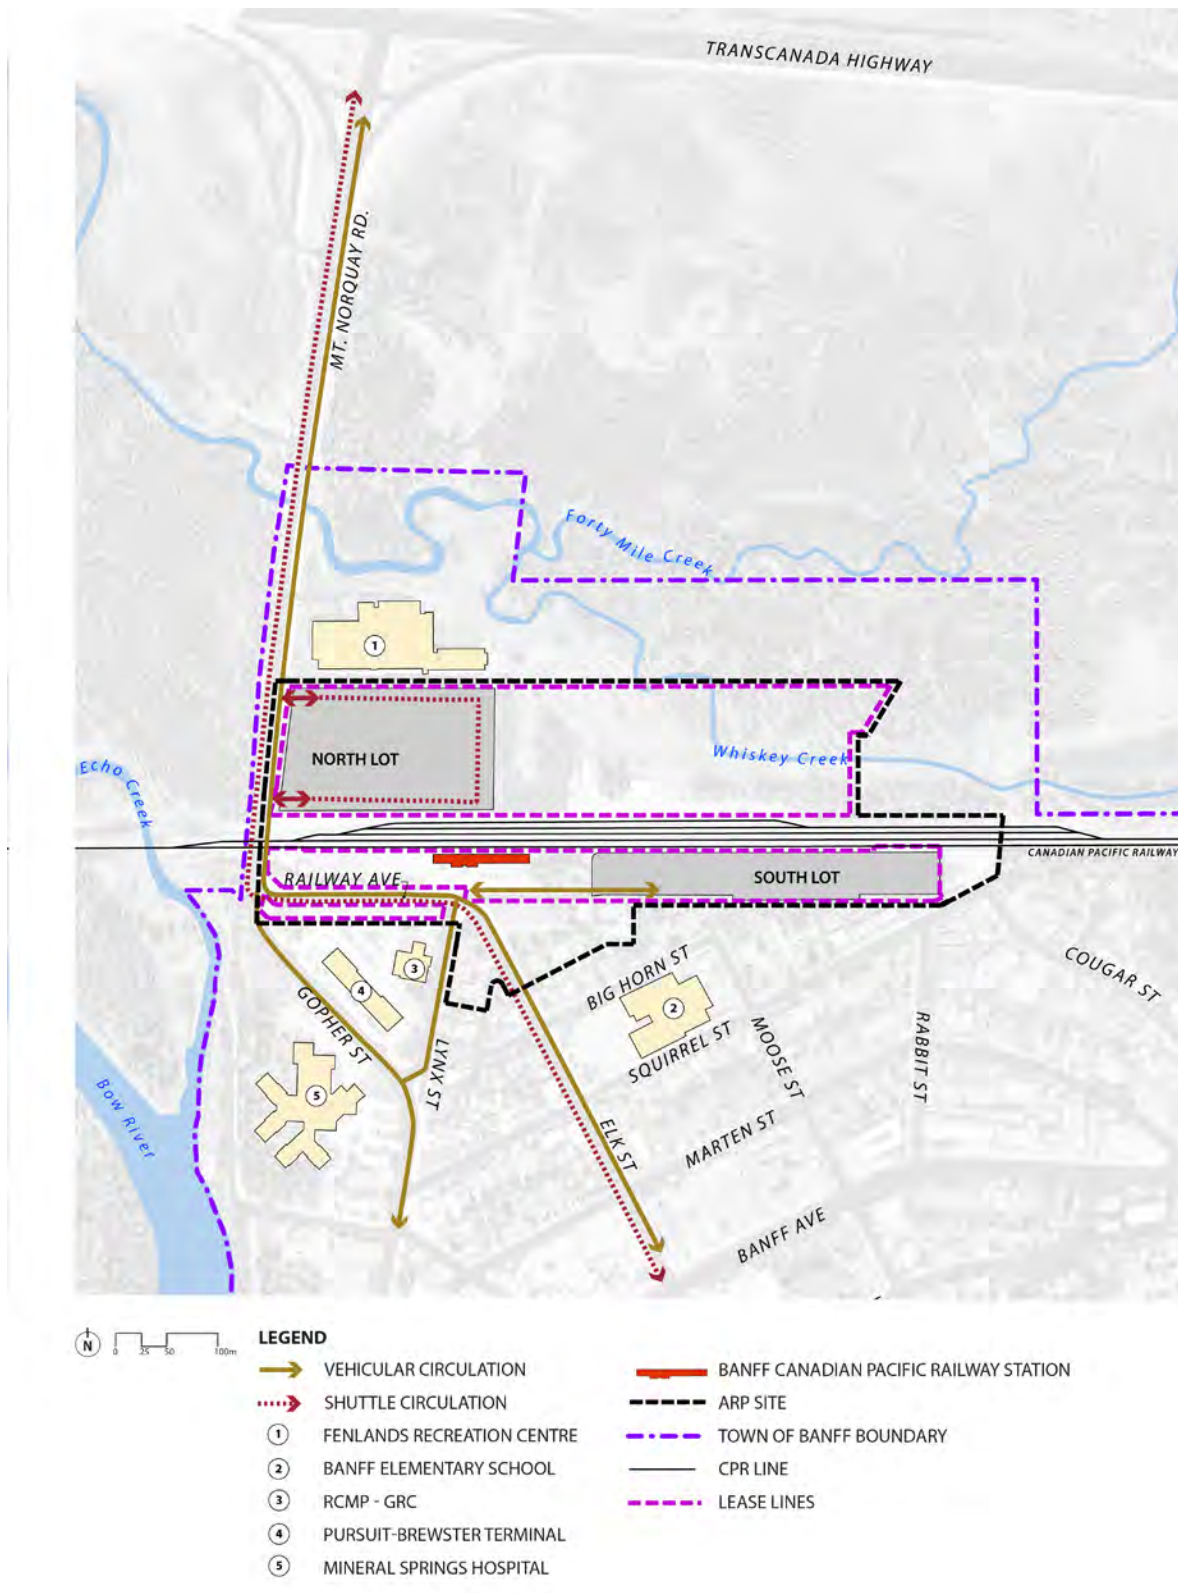 TRANSCANADA HIGHWAY
MT. NORQUAY RD.
Forty Mile Creek
1
NORTH LOT
Whiskey Creek
Echo Creek
CANADIAN PACIFIC RAILWAY
RAILWAY AVE
SOUTH LOT
3
4
BIG HORN ST
COUGAR ST
2
GOPHER ST
SQUIRREL ST
MOOSE ST
RABBIT ST
LYNX ST
5
Bow River
ELK ST
MARTEN ST
BANFF AVE
N
0 25 50 100m
LEGEND
VEHICULAR CIRCULATION
SHUTTLE CIRCULATION
1 FENLANDS RECREATION CENTRE
2 BANFF ELEMENTARY SCHOOL
3 RCMP - GRC
4 PURSUIT-BREWSTER TERMINAL
5 MINERAL SPRINGS HOSPITAL
BANFF CANADIAN PACIFIC RAILWAY STATION
ARP SITE
TOWN OF BANFF BOUNDARY
CPR LINE
LEASE LINES